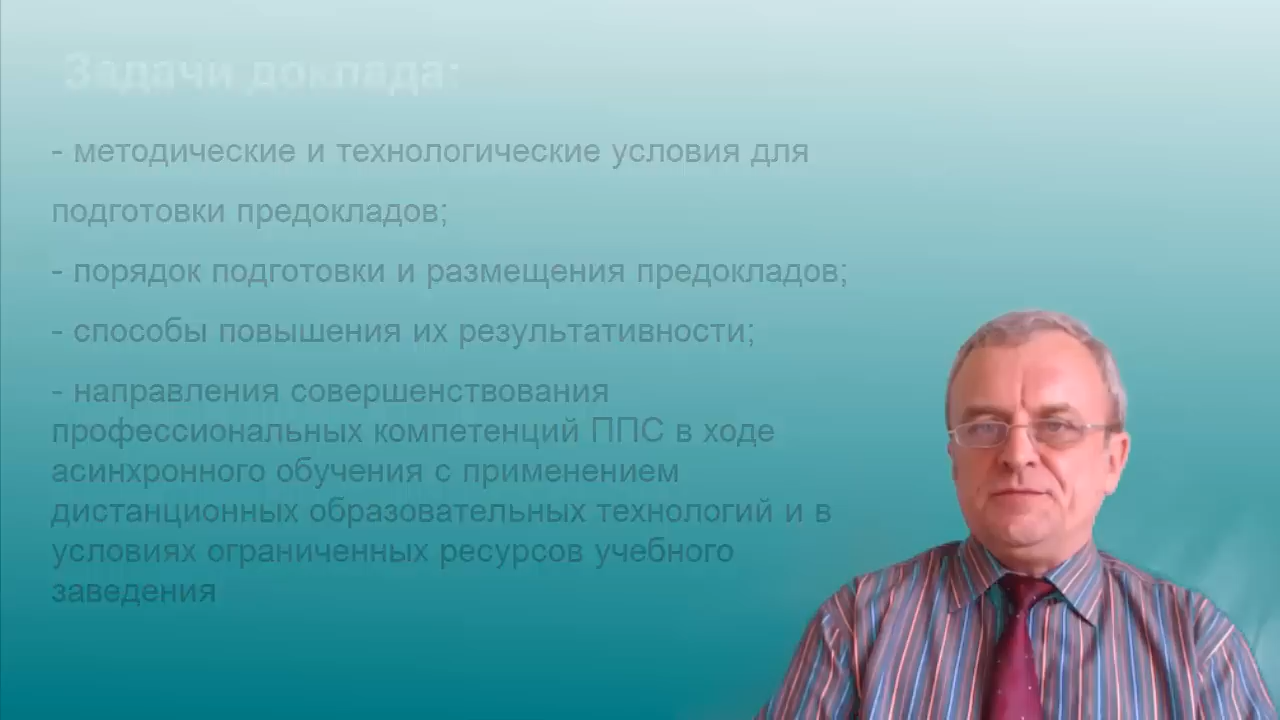 Задачи доклада:
- методические и технологические условия для
подготовки предокладов;
- порядок подготовки и размещения предокладов;
- способы повышения их результативности;
- направления совершенствования
профессиональных компетенций ППС в ходе
асинхронного обучения с применением
дистанционных образовательных технологий и в
условиях ограниченных ресурсов учебного
заведения